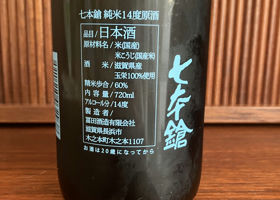 七本鎗 純米14度原酒
品目/日本酒
原材料名/米(国産)
米こうじ(国産米)
酒　　米/滋賀県産
玉栄100%使用
精米歩合/60%
内 容 量/720ml
アルコール分/14度
製 造 者/
冨田酒造有限会社
滋賀県長浜市
木之本町木之本1107
お酒は20歳になってから
七本鎗